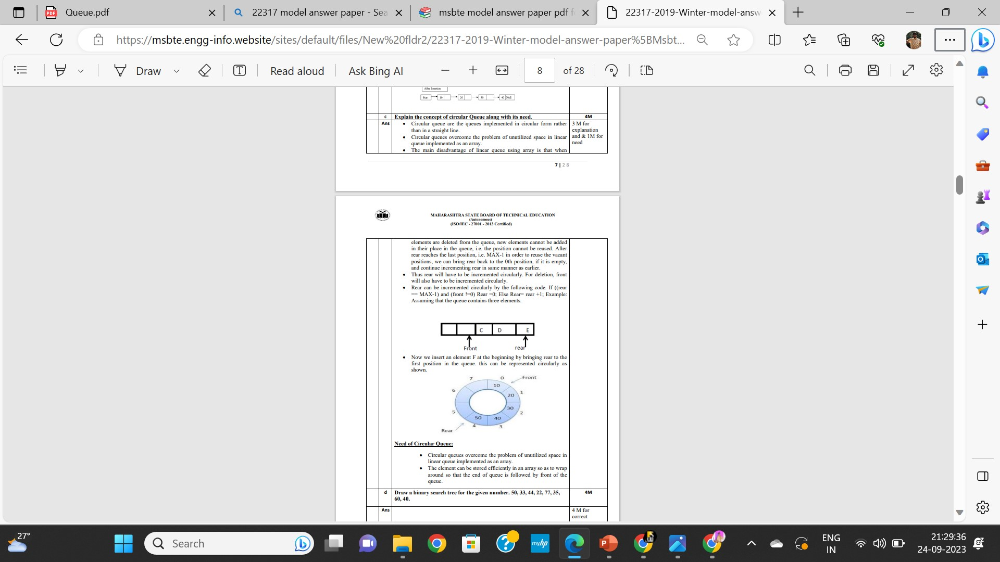 Queue.pdf
22317 model answer paper - Sea
msbte model answer paper pdf f
22317-2019-Winter-model-answ
https://msbte.engg-info.website/sites/default/files/New%20fldr2/22317-2019-Winter-model-answer-paper%5BMsbt...
Draw
Read aloud
Ask Bing AI
8 of 28
After Insertion
Start 10 20 30 40 Null
c Explain the concept of circular Queue along with its need. 4M
Ans
• Circular queue are the queues implemented in circular form rather
than in a straight line.
• Circular queues overcome the problem of unutilized space in linear
queue implemented as an array.
• The main disadvantage of linear queue using array is that when
3 M for
explanation
and & 1M for
need
7 | 28
MAHARASHTRA STATE BOARD OF TECHNICAL EDUCATION
(Autonomous)
(ISO/IEC - 27001 - 2013 Certified)
elements are deleted from the queue, new elements cannot be added
in their place in the queue, i.e. the position cannot be reused. After
rear reaches the last position, i.e. MAX-1 in order to reuse the vacant
positions, we can bring rear back to the 0th position, if it is empty,
and continue incrementing rear in same manner as earlier.
• Thus rear will have to be incremented circularly. For deletion, front
will also have to be incremented circularly.
• Rear can be incremented circularly by the following code. If ((rear
== MAX-1) and (front !=0) Rear =0; Else Rear= rear +1; Example:
Assuming that the queue contains three elements.
C D E
Front rear
• Now we insert an element F at the beginning by bringing rear to the
first position in the queue. this can be represented circularly as
shown.
7 0 Front
10
6 1
20
30
5 2
50 40
4 3
Rear
Need of Circular Queue:
• Circular queues overcome the problem of unutilized space in
linear queue implemented as an array.
• The element can be stored efficiently in an array so as to wrap
around so that the end of queue is followed by front of the
queue.
d Draw a binary search tree for the given number. 50, 33, 44, 22, 77, 35, 4M
60, 40.
Ans 4 M for
correct
27°
Search
myhp
ENG
IN
21:29:36
24-09-2023